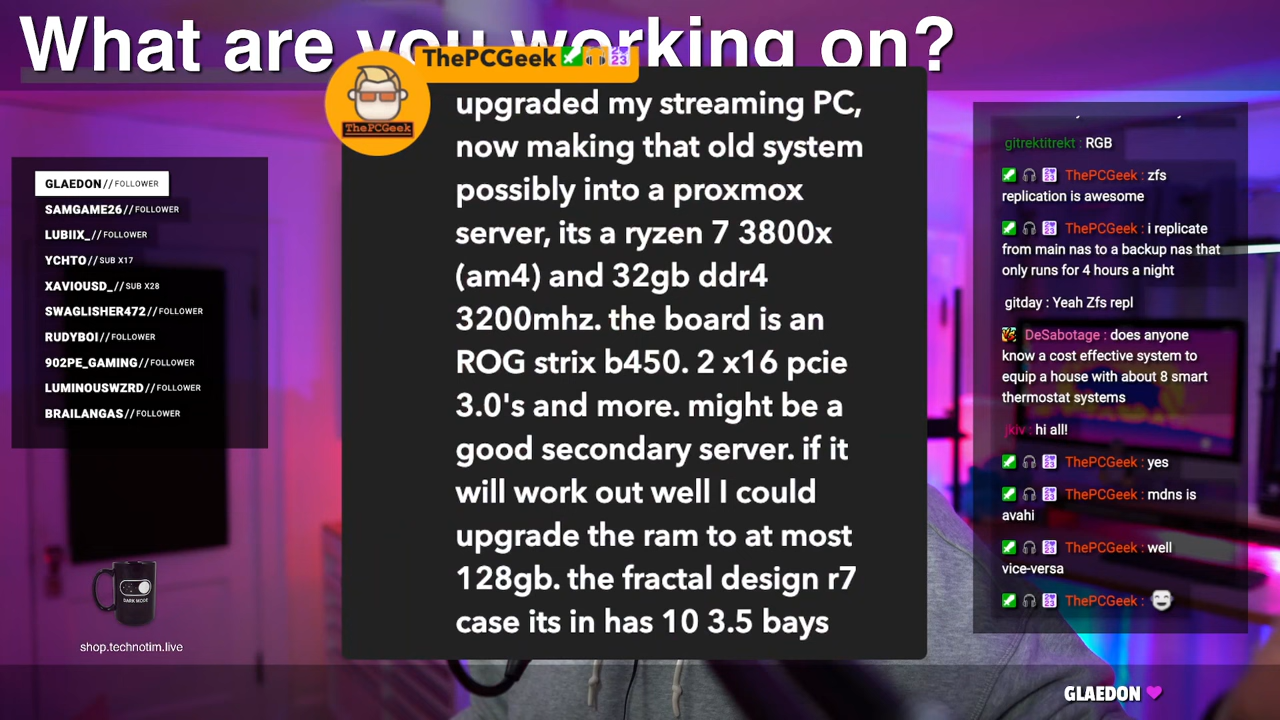 What are you working on?
ThePCGeek
ThePCGeek
upgraded my streaming PC,
now making that old system
possibly into a proxmox
server, its a ryzen 7 3800x
(am4) and 32gb ddr4
3200mhz. the board is an
ROG strix b450. 2 x16 pcie
3.0's and more. might be a
good secondary server. if it
will work out well I could
upgrade the ram to at most
128gb. the fractal design r7
case its in has 10 3.5 bays
GLAEDON//FOLLOWER
SAMGAME26//FOLLOWER
LUBIIX_//FOLLOWER
YCHTO//SUB X17
XAVIOUSD_//SUB X28
SWAGLISHER472//FOLLOWER
RUDYBOI//FOLLOWER
902PE_GAMING//FOLLOWER
LUMINOUSWZRD//FOLLOWER
BRAILANGAS//FOLLOWER
DARK MODE
shop.technotim.live
gitrektitrekt : RGB
ThePCGeek : zfs
replication is awesome
ThePCGeek : i replicate
from main nas to a backup nas that
only runs for 4 hours a night
gitday : Yeah Zfs repl
DeSabotage : does anyone
know a cost effective system to
equip a house with about 8 smart
thermostat systems
jkiv : hi all!
ThePCGeek : yes
ThePCGeek : mdns is
avahi
ThePCGeek : well
vice-versa
ThePCGeek :
GLAEDON